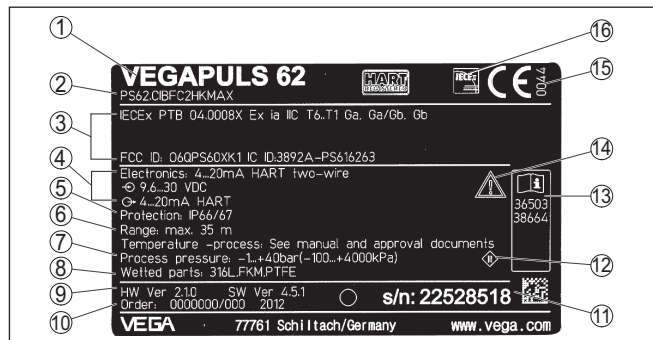 1
2
3
4
5
6
7
8
9
10
16
15
14
13
12
11
VEGAPULS 62
PS62.CIBFC2HKMAX
HART
REGISTERED
IECEx
CE
0044
IECEx PTB 04.0008X Ex ia IIC T6..T1 Ga, Ga/Gb, Gb
FCC ID: O6QPS60XK1 IC ID:3892A-PS616263
Electronics: 4...20mA HART two-wire
9,6...30 VDC
4...20mA HART
Protection: IP66/67
Range: max. 35 m
Temperature -process: See manual and approval documents
Process pressure: -1...+40bar(-100...+4000kPa)
Wetted parts: 316L.FKM.PTFE
i
36503
38664
R
HW Ver 2.1.0 SW Ver 4.5.1
Order: 0000000/000 2012
s/n: 22528518
VEGA 77761 Schiltach/Germany www.vega.com